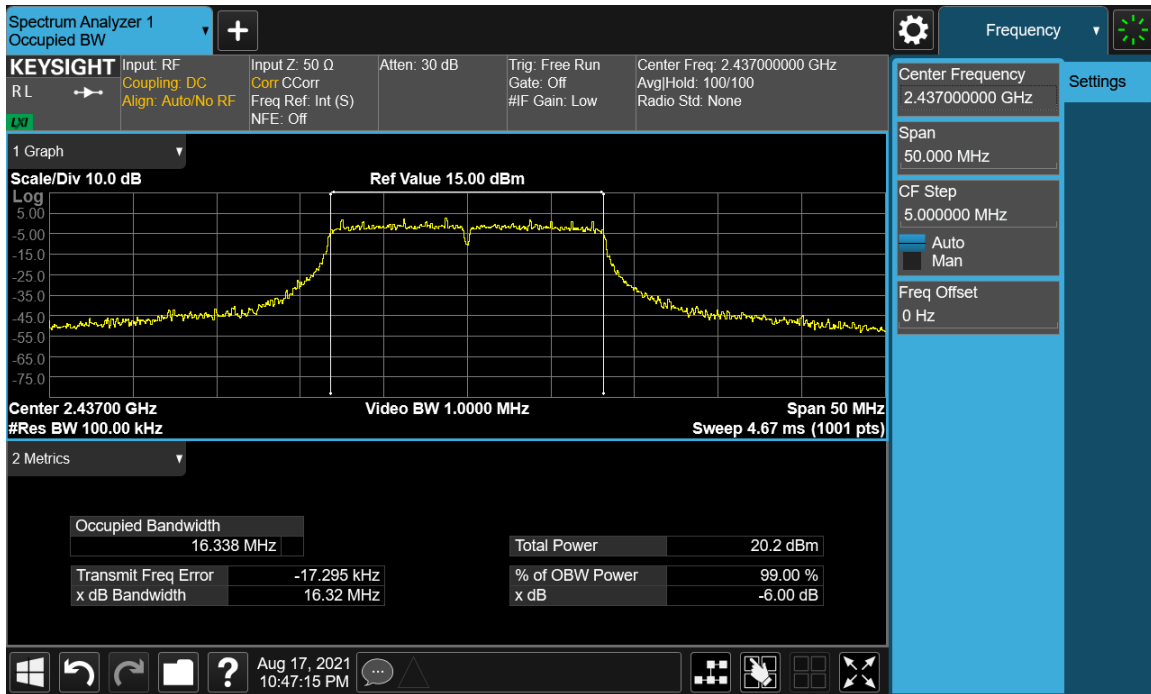 Spectrum Analyzer 1
Occupied BW
+
Frequency
KEYSIGHT
RL
LXI
Input: RF
Coupling: DC
Align: Auto/No RF
Input Z: 50 Ω
Corr CCorr
Freq Ref: Int (S)
NFE: Off
Atten: 30 dB
Trig: Free Run
Gate: Off
#IF Gain: Low
Center Freq: 2.437000000 GHz
Avg|Hold: 100/100
Radio Std: None
Center Frequency
2.437000000 GHz
Settings
Span
50.000 MHz
CF Step
5.000000 MHz
Auto
Man
Freq Offset
0 Hz
1 Graph
Scale/Div 10.0 dB
Ref Value 15.00 dBm
Log
5.00
-5.00
-15.0
-25.0
-35.0
-45.0
-55.0
-65.0
-75.0
Center 2.43700 GHz
Video BW 1.0000 MHz
Span 50 MHz
#Res BW 100.00 kHz
Sweep 4.67 ms (1001 pts)
2 Metrics
Occupied Bandwidth
16.338 MHz
Total Power 20.2 dBm
Transmit Freq Error -17.295 kHz
% of OBW Power 99.00 %
x dB Bandwidth 16.32 MHz
x dB -6.00 dB
?
Aug 17, 2021
10:47:15 PM